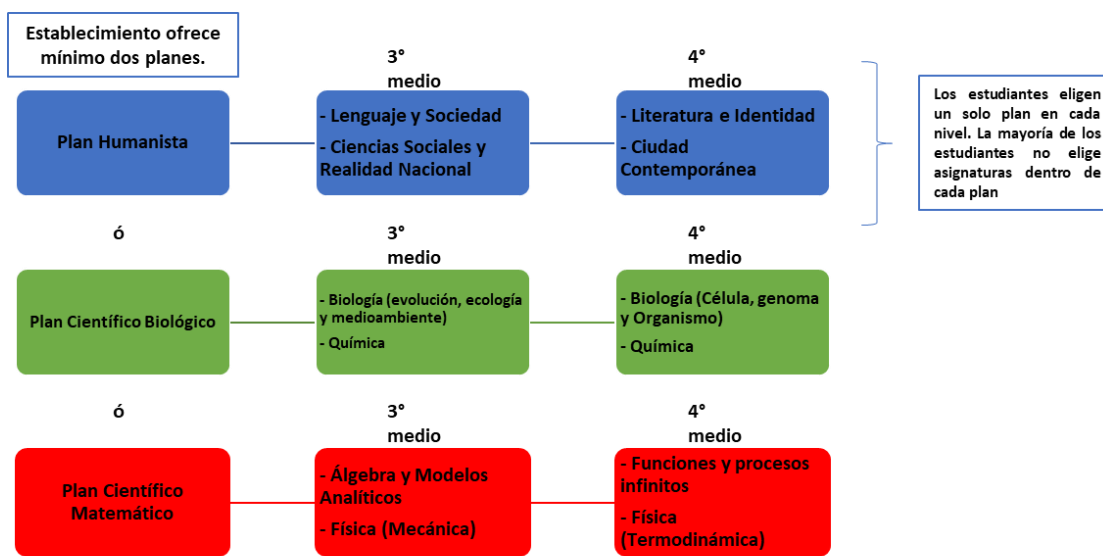 Establecimiento ofrece
mínimo dos planes.
3°
medio
4°
medio
Plan Humanista
- Lenguaje y Sociedad
- Ciencias Sociales y
Realidad Nacional
- Literatura e Identidad
- Ciudad
Contemporánea
Los estudiantes eligen
un solo plan en cada
nivel. La mayoría de los
estudiantes no elige
asignaturas dentro de
cada plan
ó
3°
medio
4°
medio
Plan Científico Biológico
- Biología (evolución, ecología
y medioambiente)
- Química
- Biología (Célula, genoma
y Organismo)
- Química
ó
3°
medio
4°
medio
Plan Científico
Matemático
- Álgebra y Modelos
Analíticos
- Física (Mecánica)
- Funciones y procesos
infinitos
- Física
(Termodinámica)